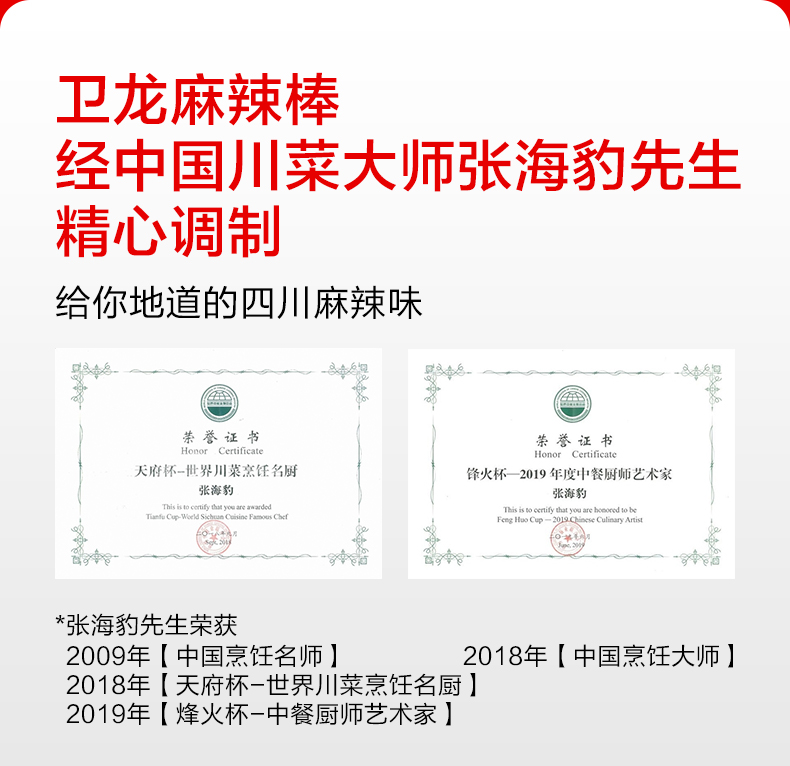 卫龙麻辣棒
经中国川菜大师张海豹先生
精心调制
给你地道的四川麻辣味
荣誉证书
Honor Certificate
天府杯-世界川菜烹饪名厨
张海豹
This is to certify that you are awarded
Tianfu Cup-World Sichuan Cuisine Famous Chef
荣誉证书
Honor Certificate
锋火杯—2019年度中餐厨师艺术家
张海豹
This is to certify that you are honored to be
Feng Huo Cup — 2019 Chinese Culinary Artist
June, 2019
*张海豹先生荣获
2009年【中国烹饪名师】 2018年【中国烹饪大师】
2018年【天府杯-世界川菜烹饪名厨】
2019年【烽火杯-中餐厨师艺术家】